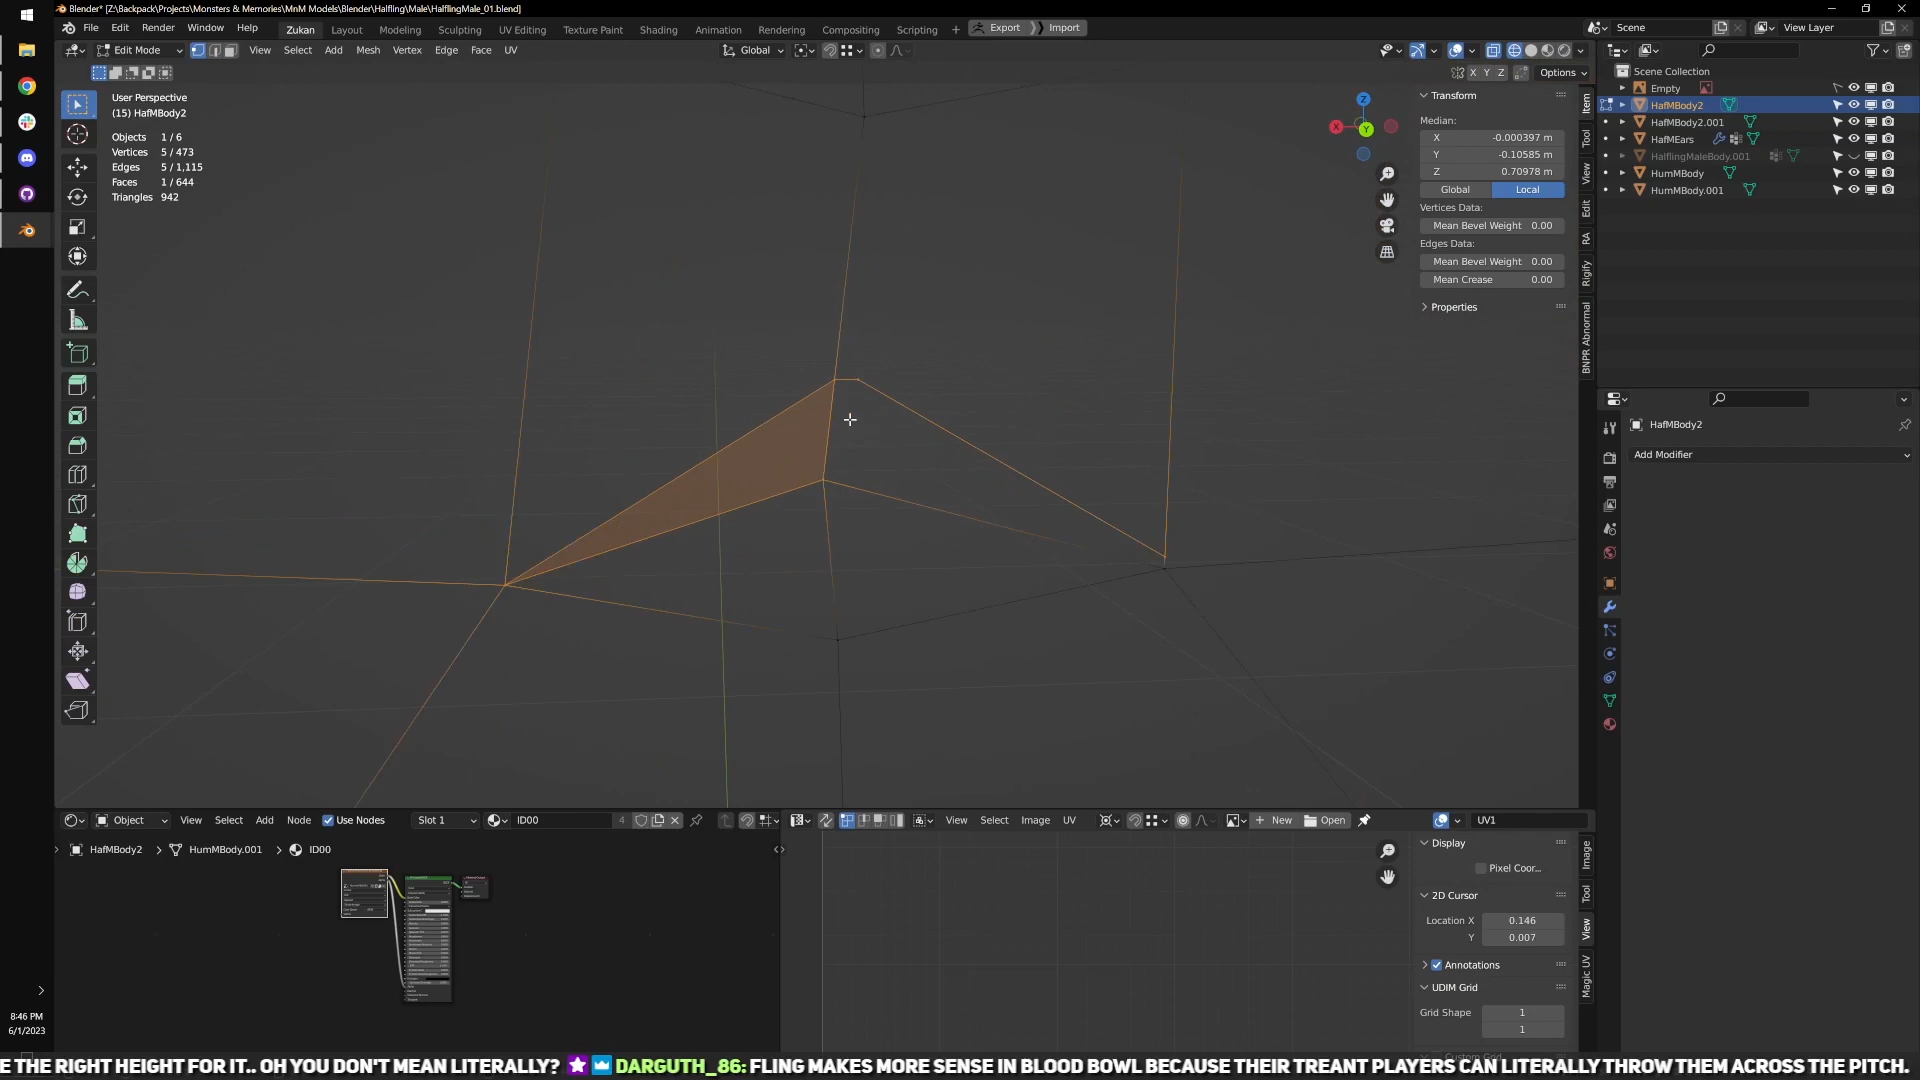 Blender* [Z:\Backpack\Projects\Monsters & Memories\MnM Models\Blender\Halfling\Male\HalflingMale_01.blend]
File Edit Render Window Help Zukan Layout Modeling Sculpting UV Editing Texture Paint Shading Animation Compositing Rendering Compositing Scripting + Export Import Scene View Layer
Edit Mode View Select Add Mesh Vertex Edge Face UV Global
X Y Z Options
User Perspective
(15) HafMBody2
Objects 1 / 6
Vertices 5 / 473
Edges 5 / 1,115
Faces 1 / 644
Triangles 942
Z
X
Y
Transform
Median:
X -0.000397 m
Y -0.10585 m
Z 0.70978 m
Global Local
Vertices Data:
Mean Bevel Weight 0.00
Edges Data:
Mean Bevel Weight 0.00
Mean Crease 0.00
Properties
Item
Tool
View
Edit
RA
Rigify
BNPR Abnormal
Scene Collection
Empty
HafMBody2
HafMBody2.001
HafMEars
HalflingMaleBody.001
HumMBody
HumMBody.001
HafMBody2
Add Modifier
Object View Select Add Node Use Nodes Slot 1 ID00 4
HafMBody2 > HumMBody.001 > ID00
View Select Image UV + New Open UV1
Display
Pixel Coor...
2D Cursor
Location X 0.146
Y 0.007
Annotations
UDIM Grid
Grid Shape 1
1
Custom Grid
Image
Tool
View
Magic UV
8:46 PM
6/1/2023
E THE RIGHT HEIGHT FOR IT.. OH YOU DON'T MEAN LITERALLY? DARGUTH_86: FLING MAKES MORE SENSE IN BLOOD BOWL BECAUSE THEIR TREANT PLAYERS CAN LITERALLY THROW THEM ACROSS THE PITCH.